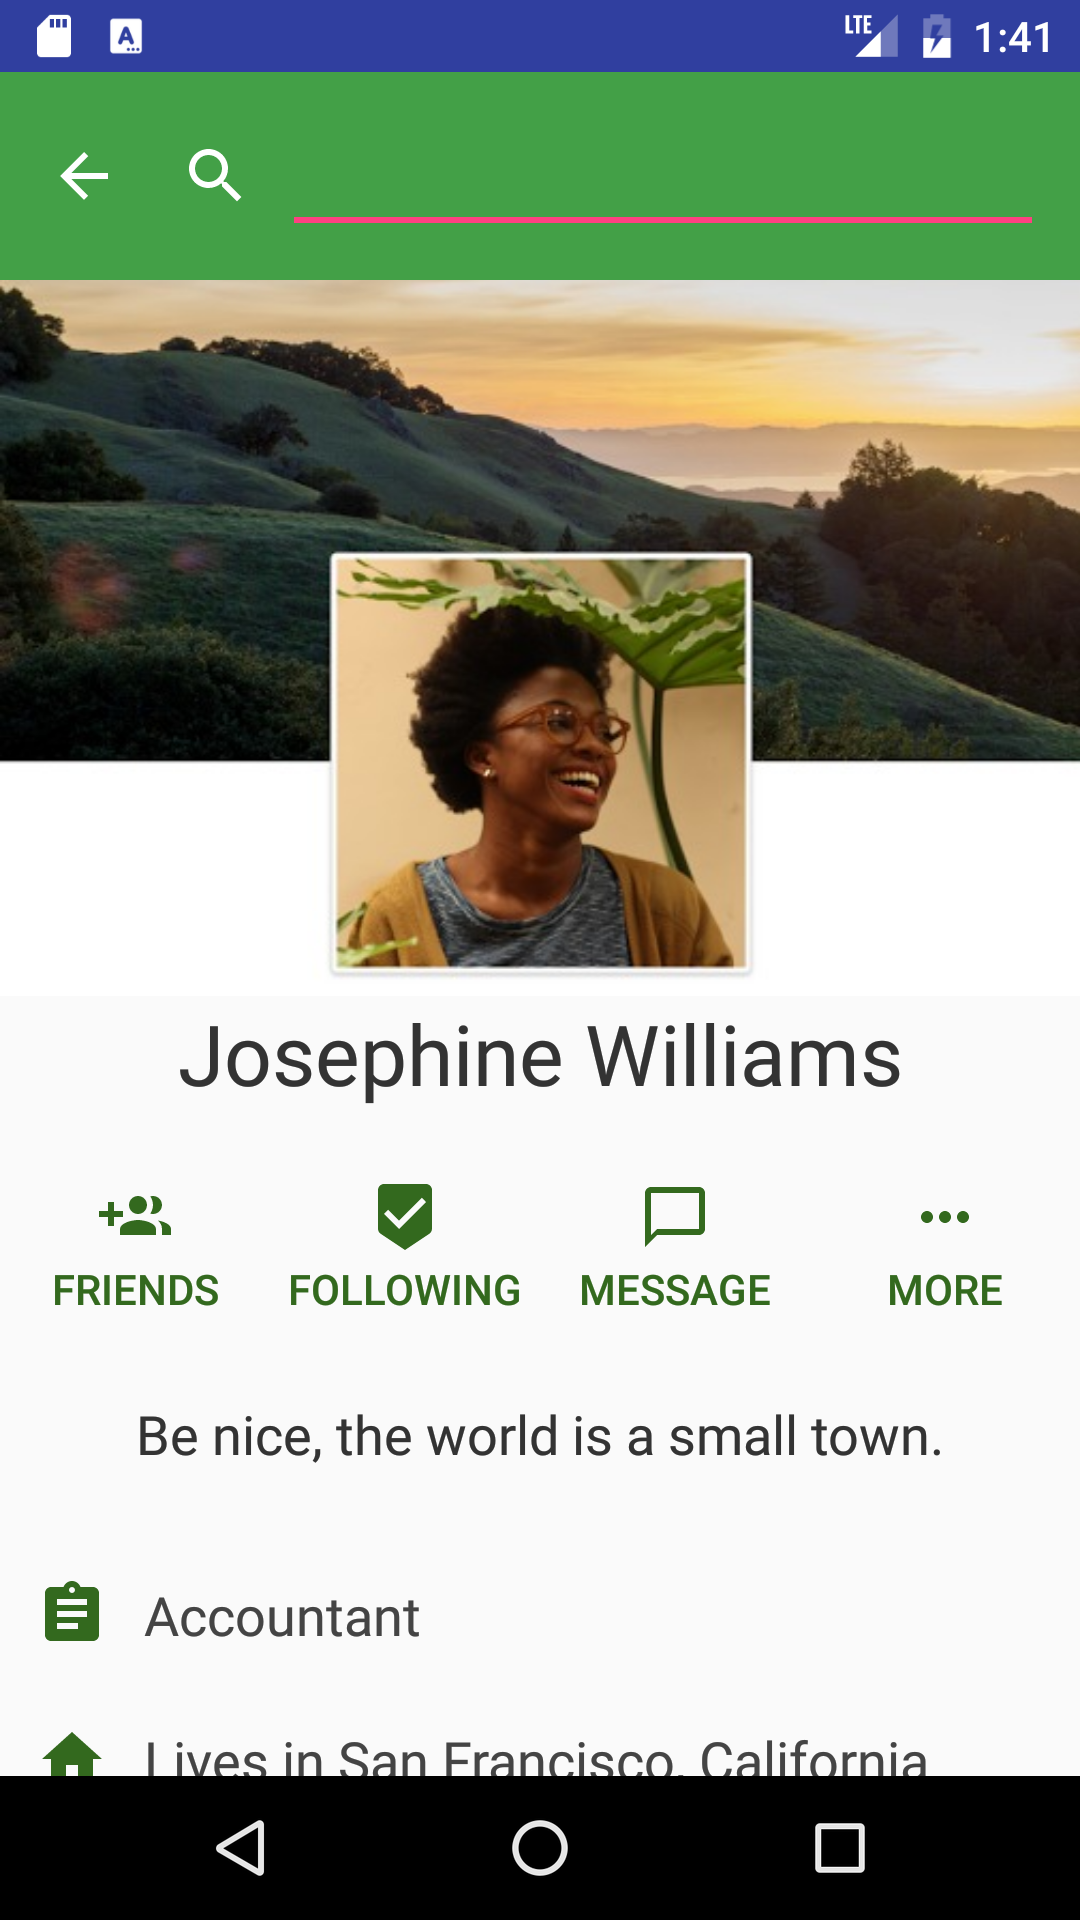 LTE 1:41
Josephine Williams
FRIENDS FOLLOWING MESSAGE MORE
Be nice, the world is a small town.
Accountant
Lives in San Francisco, California